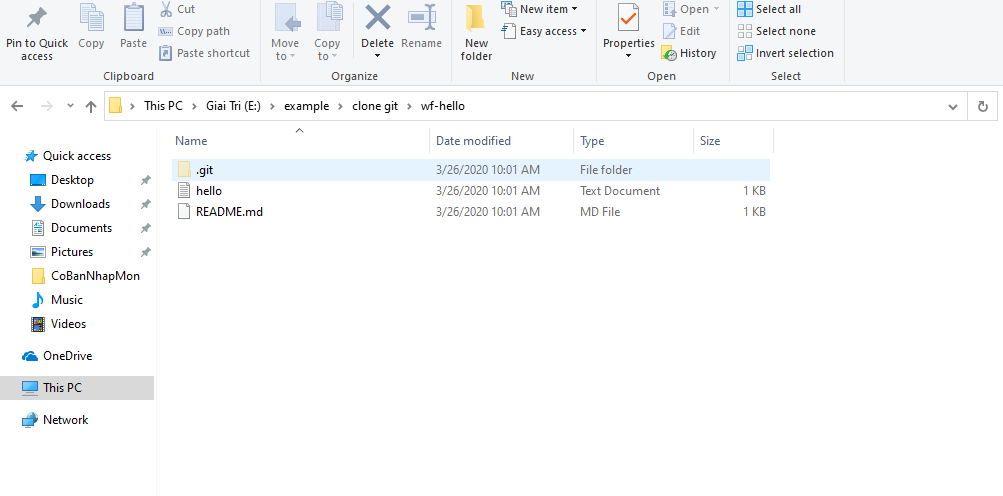 Pin to Quick access
Copy
Paste
Cut
Copy path
Paste shortcut
Clipboard
Move to
Copy to
Delete
Rename
Organize
New folder
New item
Easy access
New
Properties
Open
Edit
History
Open
Select all
Select none
Invert selection
Select
This PC > Giai Tri (E:) > example > clone git > wf-hello
Name Date modified Type Size
.git 3/26/2020 10:01 AM File folder
hello 3/26/2020 10:01 AM Text Document 1 KB
README.md 3/26/2020 10:01 AM MD File 1 KB
Quick access
Desktop
Downloads
Documents
Pictures
CoBanNhapMon
Music
Videos
OneDrive
This PC
Network